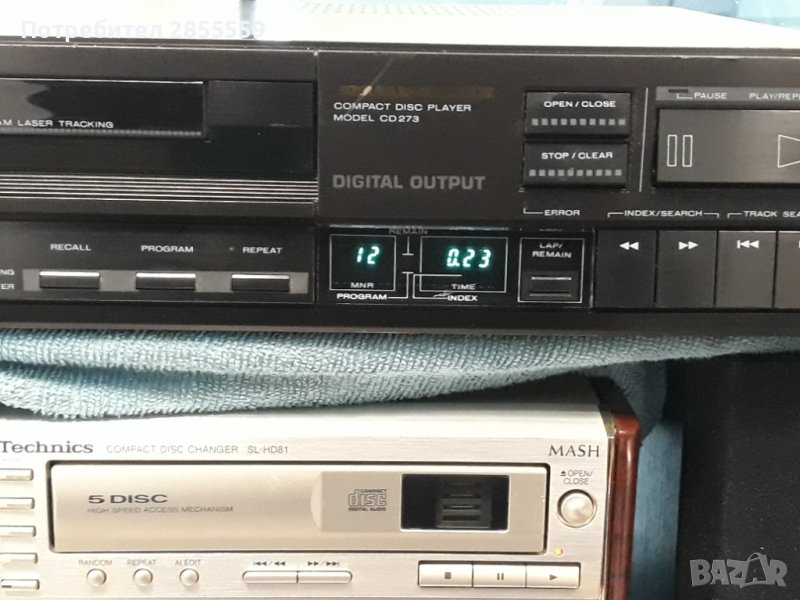 Потребител 2855559
COMPACT DISC PLAYER
MODEL CD273
AM LASER TRACKING
OPEN/CLOSE
PAUSE PLAY/REP
STOP/CLEAR
DIGITAL OUTPUT
ERROR INDEX/SEARCH TRACK SEA
REMAIN
RECALL PROGRAM REPEAT
12 0.23
LAP/
REMAIN
MNR TIME
PROGRAM INDEX
Technics COMPACT DISC CHANGER SL-HD81 MASH
OPEN/
CLOSE
5 DISC
HIGH SPEED ACCESS MECHANISM
COMPACT
disc
DIGITAL AUDIO
RANDOM REPEAT AI EDIT
BAZAR.bg